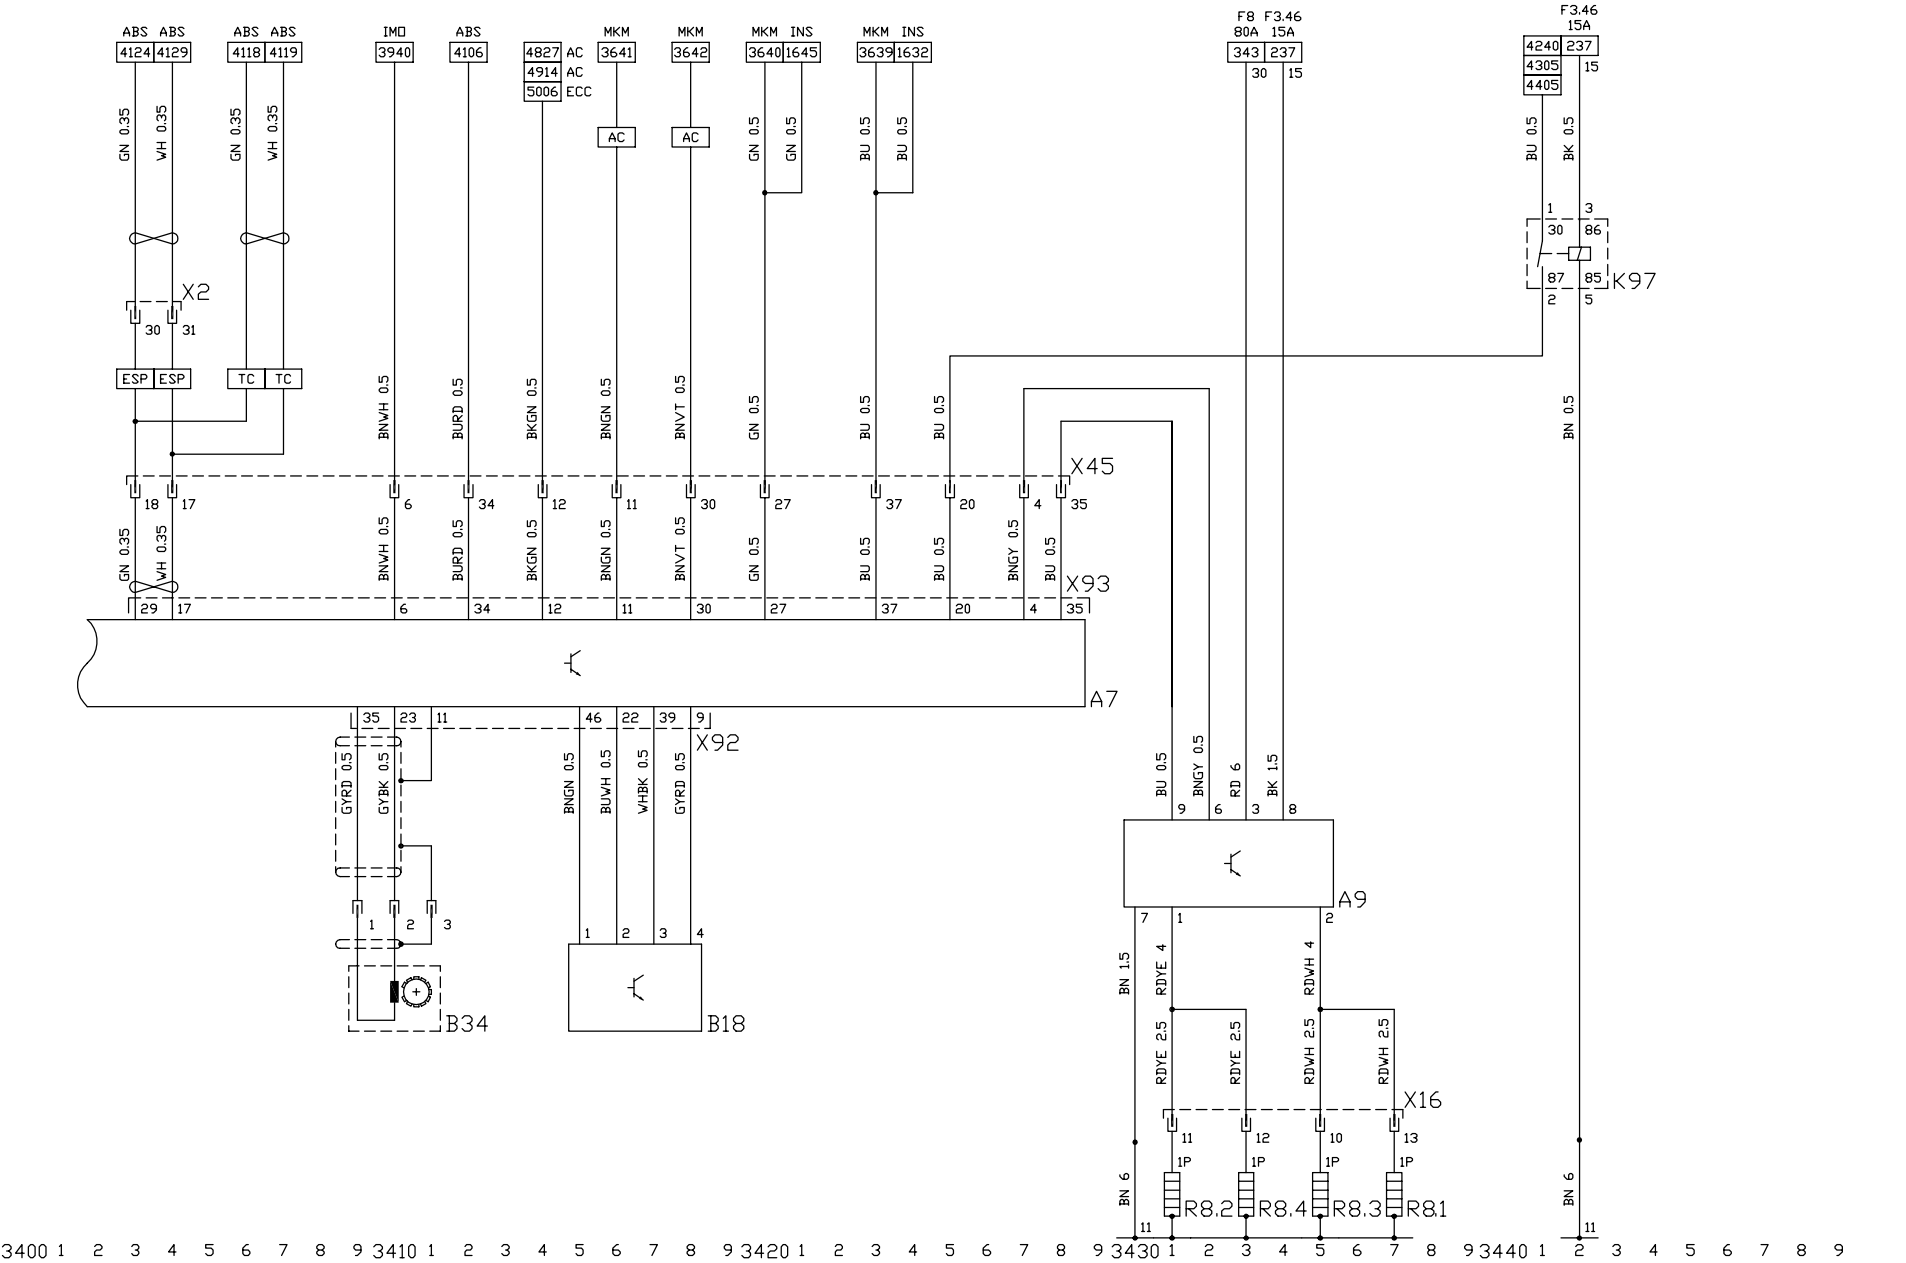 F8 F3.46 F3.46
ABS ABS ABS ABS IMO ABS MKM MKM MKM INS MKM INS 80A 15A 15A
4124 4129 4118 4119 3940 4106 4827 AC 3641 3642 3640 1645 3639 1632 343 237 4240 237
4914 AC 30 15 4305 15
5006 ECC 4405
GN 0.35 WH 0.35 GN 0.35 WH 0.35 AC AC GN 0.5 GN 0.5 BU 0.5 BU 0.5 BU 0.5 BK 0.5
1 3
30 86
X2 87 85 K97
30 31 2 5
ESP ESP TC TC
BNWH 0.5 BURD 0.5 BKGN 0.5 BNGN 0.5 BNVT 0.5 GN 0.5 BU 0.5 BU 0.5 BN 0.5
X45
18 17 6 34 12 11 30 27 37 20 4 35
GN 0.35 WH 0.35 BNWH 0.5 BURD 0.5 BKGN 0.5 BNGN 0.5 BNVT 0.5 GN 0.5 BU 0.5 BU 0.5 BNGY 0.5 BU 0.5
X93
29 17 6 34 12 11 30 27 37 20 4 35
A7
35 23 11 46 22 39 9
X92
GYRD 0.5 GYBK 0.5 BNGN 0.5 BUWH 0.5 WHBK 0.5 GYRD 0.5 BU 0.5 BNGY 0.5 RD 6 BK 1.5
9 6 3 8
A9
1 2 3 1 2 3 4 7 1 2
BN 1.5 RDYE 4 RDWH 4
B34 B18
RDYE 2.5 RDYE 2.5 RDWH 2.5 RDWH 2.5
X16
11 12 10 13
1P 1P 1P 1P
BN 6 R8.2 R8.4 R8.3 R8.1 BN 6
11 11
3400 1 2 3 4 5 6 7 8 9 3410 1 2 3 4 5 6 7 8 9 3420 1 2 3 4 5 6 7 8 9 3430 1 2 3 4 5 6 7 8 9 3440 1 2 3 4 5 6 7 8 9